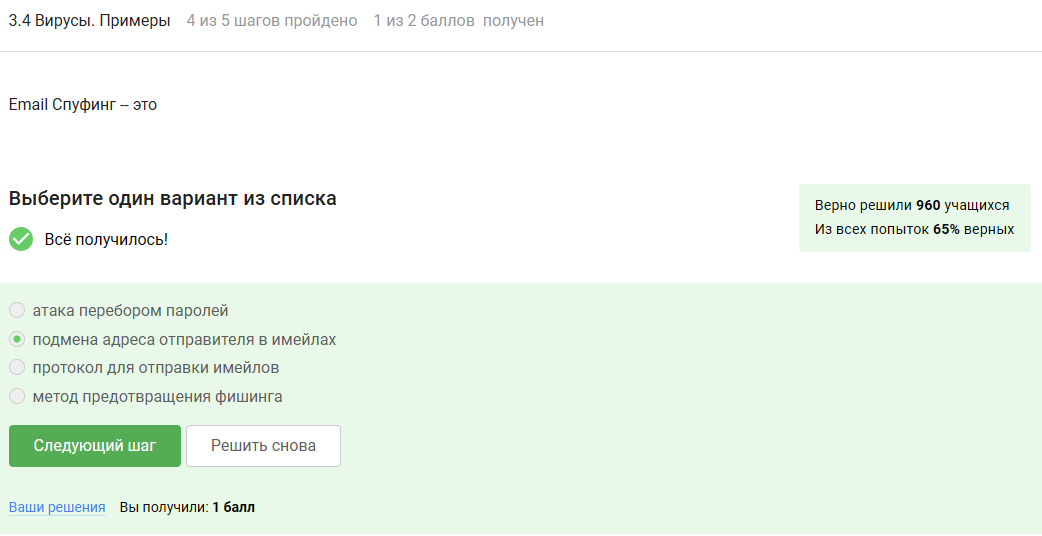 3.4 Вирусы. Примеры 4 из 5 шагов пройдено 1 из 2 баллов получен
Email Спуфинг -- это
Выберите один вариант из списка
Всё получилось!
Верно решили 960 учащихся
Из всех попыток 65% верных
атака перебором паролей
подмена адреса отправителя в имейлах
протокол для отправки имейлов
метод предотвращения фишинга
Следующий шаг Решить снова
Ваши решения Вы получили: 1 балл